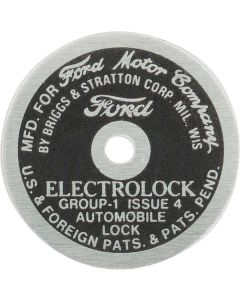 MFD. FOR Ford Motor Company
BY BRIGGS & STRATTON CORP. MIL. WIS
Ford
ELECTROLOCK
GROUP-1 ISSUE 4
AUTOMOBILE
LOCK
U.S. & FOREIGN PATS. & PATS. PEND.